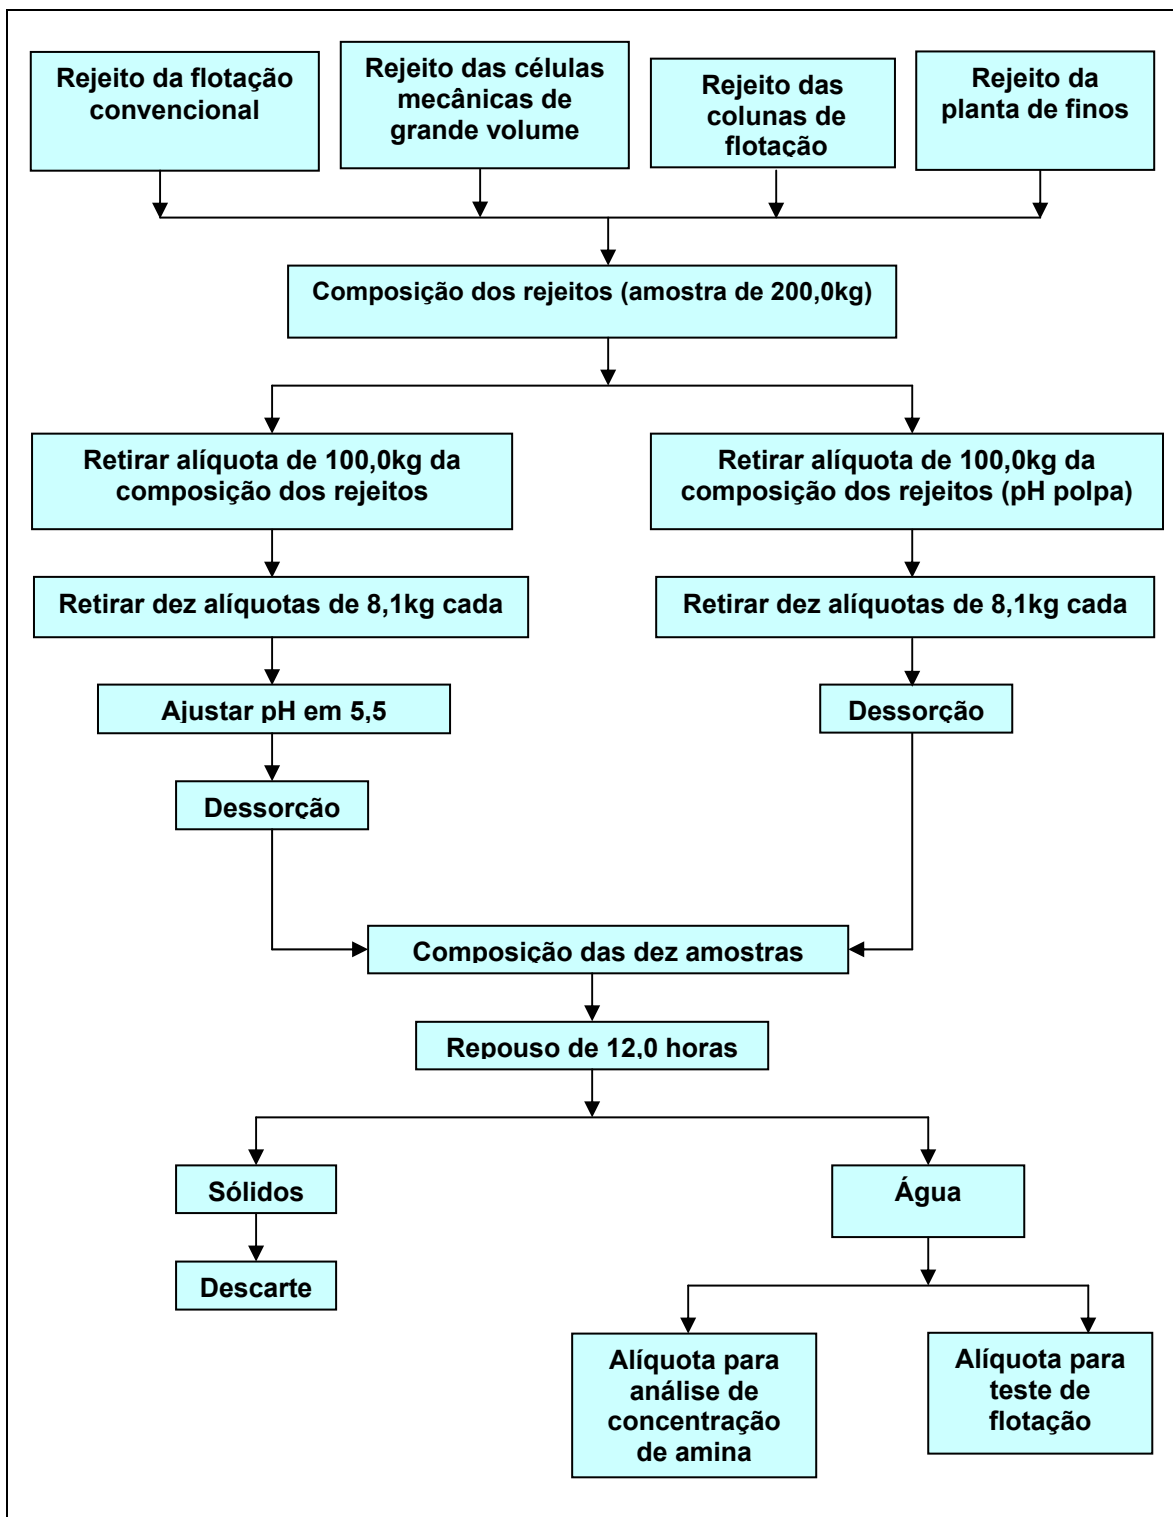 Rejeito da flotação
convencional
Rejeito das células
mecânicas de
grande volume
Rejeito das
colunas de
flotação
Rejeito da
planta de finos
Composição dos rejeitos (amostra de 200,0kg)
Retirar alíquota de 100,0kg da
composição dos rejeitos
Retirar alíquota de 100,0kg da
composição dos rejeitos (pH polpa)
Retirar dez alíquotas de 8,1kg cada
Retirar dez alíquotas de 8,1kg cada
Ajustar pH em 5,5
Dessorção
Dessorção
Composição das dez amostras
Repouso de 12,0 horas
Sólidos
Água
Descarte
Alíquota para
análise de
concentração
de amina
Alíquota para
teste de
flotação